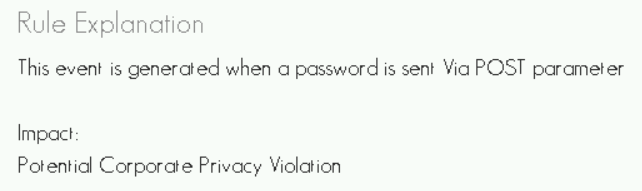 Rule Explanation
This event is generated when a password is sent Via POST parameter
Impact:
Potential Corporate Privacy Violation